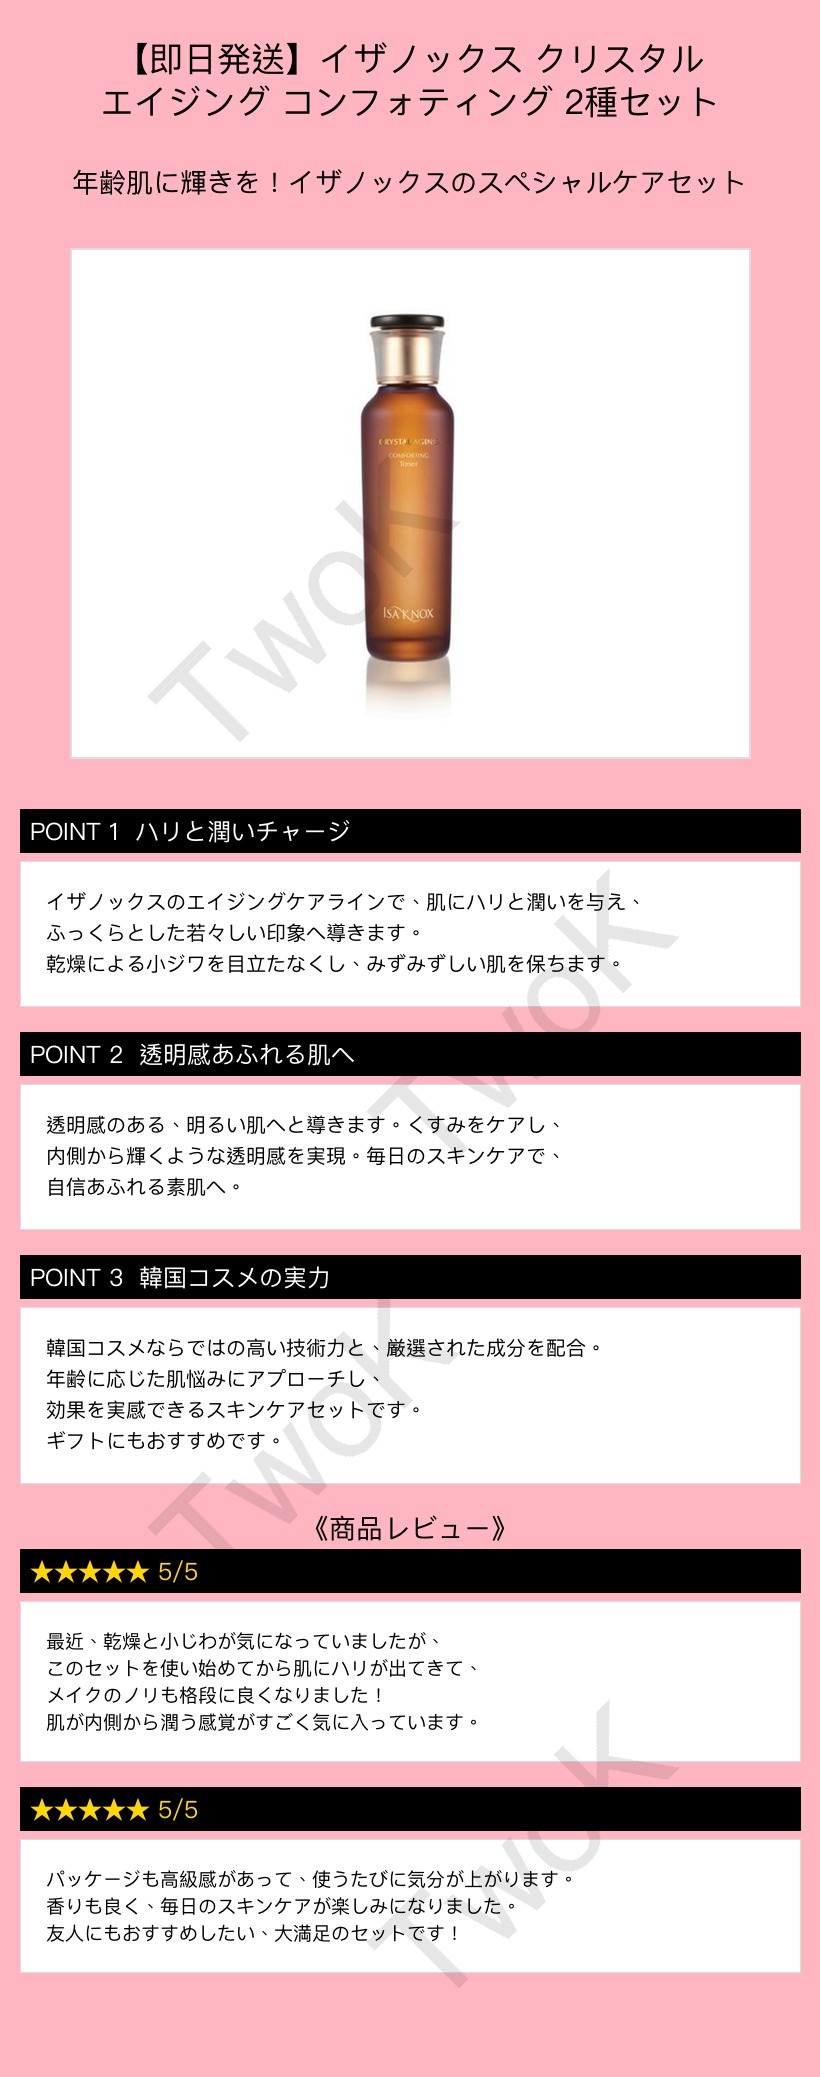 【即日発送】イザノックス クリスタル
エイジング コンフォティング 2種セット
年齢肌に輝きを！イザノックスのスペシャルケアセット
CRYSTAL AGING
COMFORTING
Toner
ISA KNOX
TwoK
POINT 1 ハリと潤いチャージ
イザノックスのエイジングケアラインで、肌にハリと潤いを与え、
ふっくらとした若々しい印象へ導きます。
乾燥による小ジワを目立たなくし、みずみずしい肌を保ちます。
TwoK
POINT 2 透明感あふれる肌へ
透明感のある、明るい肌へと導きます。くすみをケアし、
内側から輝くような透明感を実現。毎日のスキンケアで、
自信あふれる素肌へ。
POINT 3 韓国コスメの実力
韓国コスメならではの高い技術力と、厳選された成分を配合。
年齢に応じた肌悩みにアプローチし、
効果を実感できるスキンケアセットです。
ギフトにもおすすめです。
TwoK
《商品レビュー》
★★★★★ 5/5
最近、乾燥と小じわが気になっていましたが、
このセットを使い始めてから肌にハリが出てきて、
メイクのノリも格段に良くなりました！
肌が内側から潤う感覚がすごく気に入っています。
★★★★★ 5/5
パッケージも高級感があって、使うたびに気分が上がります。
香りも良く、毎日のスキンケアが楽しみになりました。
友人にもおすすめしたい、大満足のセットです！
TwoK